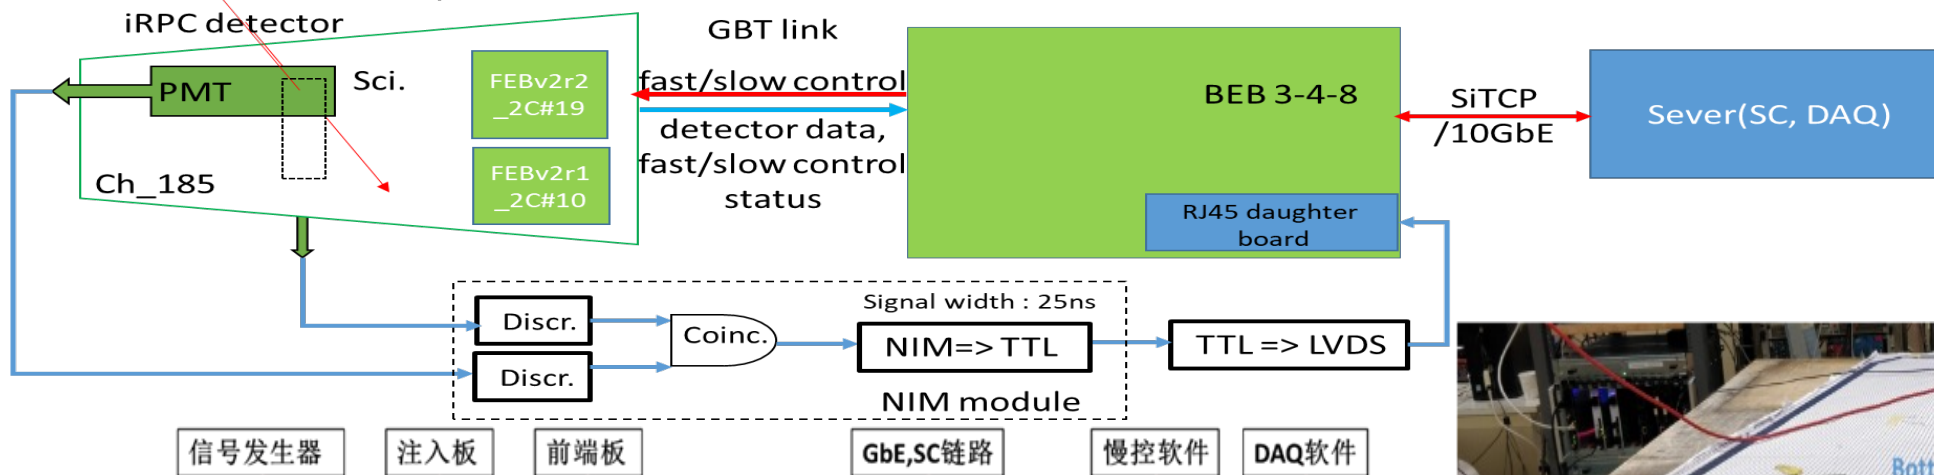 iRPC detector
PMT
Sci.
Ch_185
FEBv2r2
_2C#19
FEBv2r1
_2C#10
GBT link
fast/slow control
detector data,
fast/slow control
status
BEB 3-4-8
RJ45 daughter
board
SiTCP
/10GbE
Sever(SC, DAQ)
Discr.
Discr.
Coinc.
Signal width : 25ns
NIM=> TTL
NIM module
TTL => LVDS
信号发生器
注入板
前端板
GbE,SC链路
慢控软件
DAQ软件
Bott